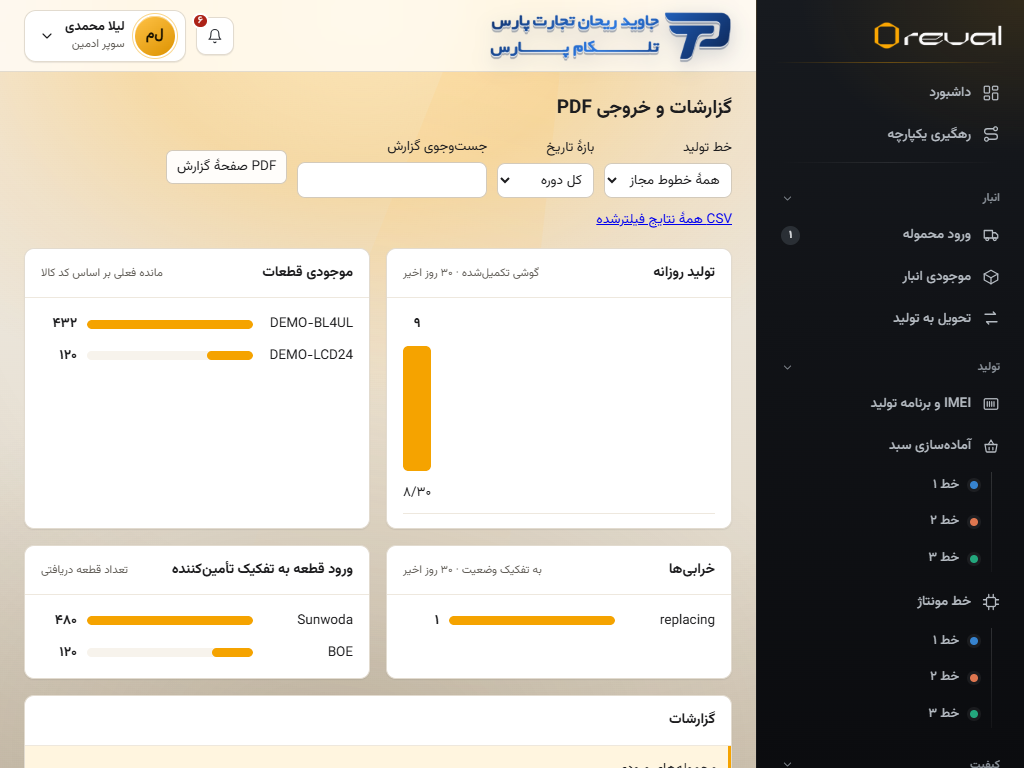 جاوید ریحان تجارت پارس
تلـــــکام پـــــارس
۶
ل‌م
لیلا محمدی
سوپر ادمین
oreval
داشبورد
رهگیری یکپارچه
انبار
ورود محموله
۱
موجودی انبار
تحویل به تولید
تولید
IMEI و برنامه تولید
آماده‌سازی سبد
خط ۱
خط ۲
خط ۳
خط مونتاژ
خط ۱
خط ۲
خط ۳
کیفیت
گزارشات و خروجی PDF
خط تولید
همهٔ خطوط مجاز
بازهٔ تاریخ
کل دوره
جست‌وجوی گزارش
PDF صفحهٔ گزارش
CSV همهٔ نتایج فیلترشده
تولید روزانه
گوشی تکمیل‌شده · ۳۰ روز اخیر
۹
۸/۳۰
موجودی قطعات
مانده فعلی بر اساس کد کالا
DEMO-BL4UL
۴۳۲
DEMO-LCD24
۱۲۰
خرابی‌ها
به تفکیک وضعیت · ۳۰ روز اخیر
replacing
۱
ورود قطعه به تفکیک تأمین‌کننده
تعداد قطعه دریافتی
Sunwoda
۴۸۰
BOE
۱۲۰
گزارشات